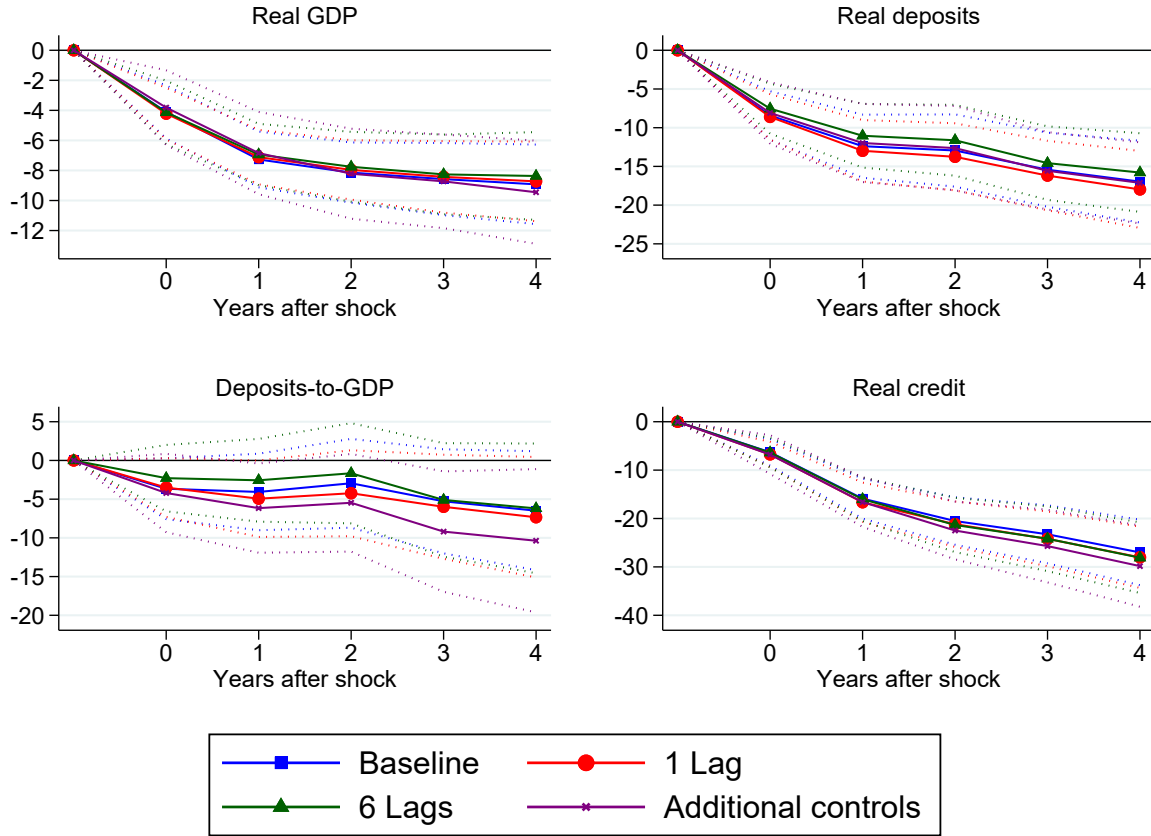 Real GDP
0
-2
-4
-6
-8
-10
-12
0 1 2 3 4
Years after shock
Real deposits
0
-5
-10
-15
-20
-25
0 1 2 3 4
Years after shock
Deposits-to-GDP
5
0
-5
-10
-15
-20
0 1 2 3 4
Years after shock
Real credit
0
-10
-20
-30
-40
0 1 2 3 4
Years after shock
Baseline 1 Lag
6 Lags Additional controls